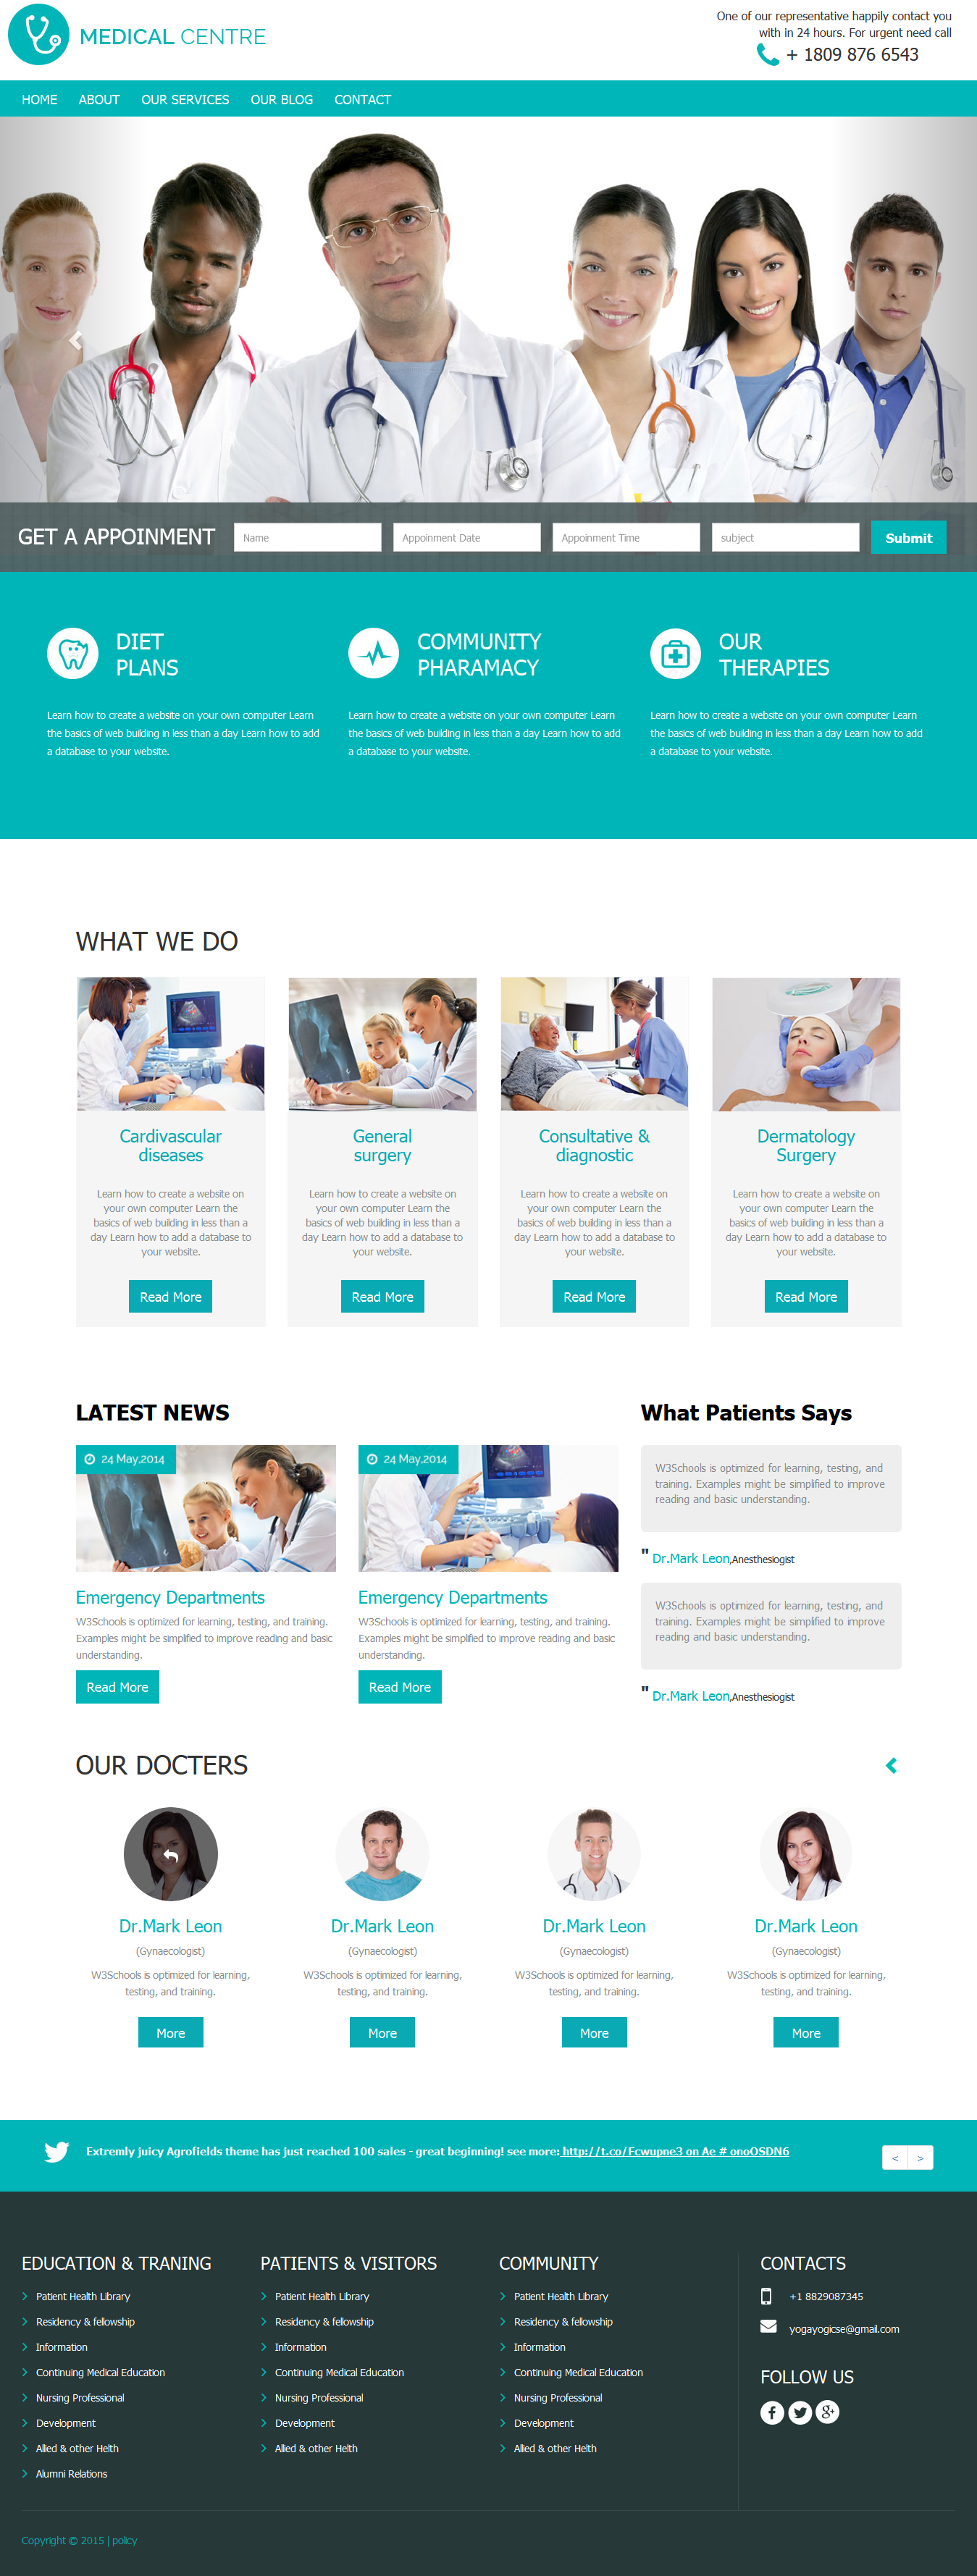 MEDICAL CENTRE
One of our representative happily contact you
with in 24 hours. For urgent need call
+ 1809 876 6543
HOME ABOUT OUR SERVICES OUR BLOG CONTACT
GET A APPOINMENT Name Appoinment Date Appoinment Time subject Submit
DIET
PLANS
Learn how to create a website on your own computer Learn
the basics of web building in less than a day Learn how to add
a database to your website.
COMMUNITY
PHARAMACY
Learn how to create a website on your own computer Learn
the basics of web building in less than a day Learn how to add
a database to your website.
OUR
THERAPIES
Learn how to create a website on your own computer Learn
the basics of web building in less than a day Learn how to add
a database to your website.
WHAT WE DO
Cardivascular
diseases
Learn how to create a website on
your own computer Learn the
basics of web building in less than a
day Learn how to add a database to
your website.
Read More
General
surgery
Learn how to create a website on
your own computer Learn the
basics of web building in less than a
day Learn how to add a database to
your website.
Read More
Consultative &
diagnostic
Learn how to create a website on
your own computer Learn the
basics of web building in less than a
day Learn how to add a database to
your website.
Read More
Dermatology
Surgery
Learn how to create a website on
your own computer Learn the
basics of web building in less than a
day Learn how to add a database to
your website.
Read More
LATEST NEWS
24 May,2014
Emergency Departments
W3Schools is optimized for learning, testing, and training.
Examples might be simplified to improve reading and basic
understanding.
Read More
24 May,2014
Emergency Departments
W3Schools is optimized for learning, testing, and training.
Examples might be simplified to improve reading and basic
understanding.
Read More
What Patients Says
W3Schools is optimized for learning, testing, and
training. Examples might be simplified to improve
reading and basic understanding.
" Dr.Mark Leon,Anesthesiogist
W3Schools is optimized for learning, testing, and
training. Examples might be simplified to improve
reading and basic understanding.
" Dr.Mark Leon,Anesthesiogist
OUR DOCTERS
Dr.Mark Leon
(Gynaecologist)
W3Schools is optimized for learning,
testing, and training.
More
Dr.Mark Leon
(Gynaecologist)
W3Schools is optimized for learning,
testing, and training.
More
Dr.Mark Leon
(Gynaecologist)
W3Schools is optimized for learning,
testing, and training.
More
Dr.Mark Leon
(Gynaecologist)
W3Schools is optimized for learning,
testing, and training.
More
Extremly juicy Agrofields theme has just reached 100 sales - great beginning! see more: http://t.co/Fcwupne3 on Ae # onoOSDN6
< >
EDUCATION & TRANING
Patient Health Library
Residency & fellowship
Information
Continuing Medical Education
Nursing Professional
Development
Allied & other Helth
Alumni Relations
PATIENTS & VISITORS
Patient Health Library
Residency & fellowship
Information
Continuing Medical Education
Nursing Professional
Development
Allied & other Helth
COMMUNITY
Patient Health Library
Residency & fellowship
Information
Continuing Medical Education
Nursing Professional
Development
Allied & other Helth
CONTACTS
+1 8829087345
yogayogicse@gmail.com
FOLLOW US
Copyright © 2015 | policy